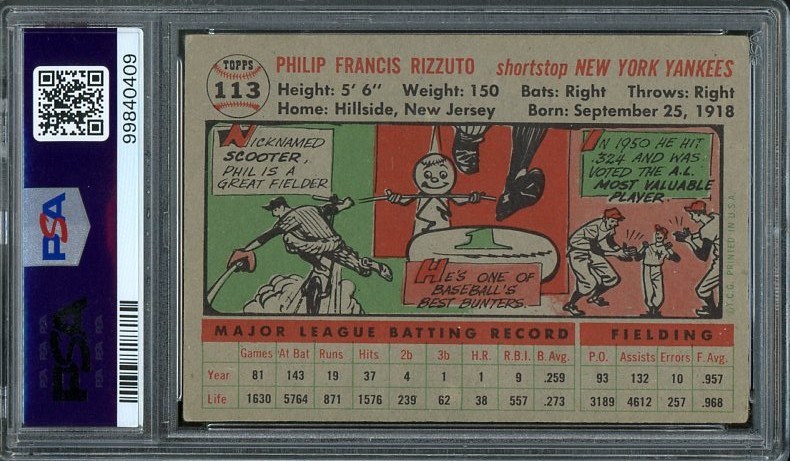 99840409
PSA
PSA
TOPPS
113
PHILIP FRANCIS RIZZUTO shortstop NEW YORK YANKEES
Height: 5' 6" Weight: 150 Bats: Right Throws: Right
Home: Hillside, New Jersey Born: September 25, 1918
NICKNAMED
SCOOTER,
PHIL IS A
GREAT FIELDER
1
HE'S ONE OF
BASEBALL'S
BEST BUNTERS.
IN 1950 HE HIT
.324 AND WAS
VOTED THE A.L.
MOST VALUABLE
PLAYER.
©T.C.G. PRINTED IN U.S.A.
MAJOR LEAGUE BATTING RECORD FIELDING
Games At Bat Runs Hits 2b 3b H.R. R.B.I. B. Avg. P.O. Assists Errors F. Avg.
Year 81 143 19 37 4 1 1 9 .259 93 132 10 .957
Life 1630 5764 871 1576 239 62 38 557 .273 3189 4612 257 .968